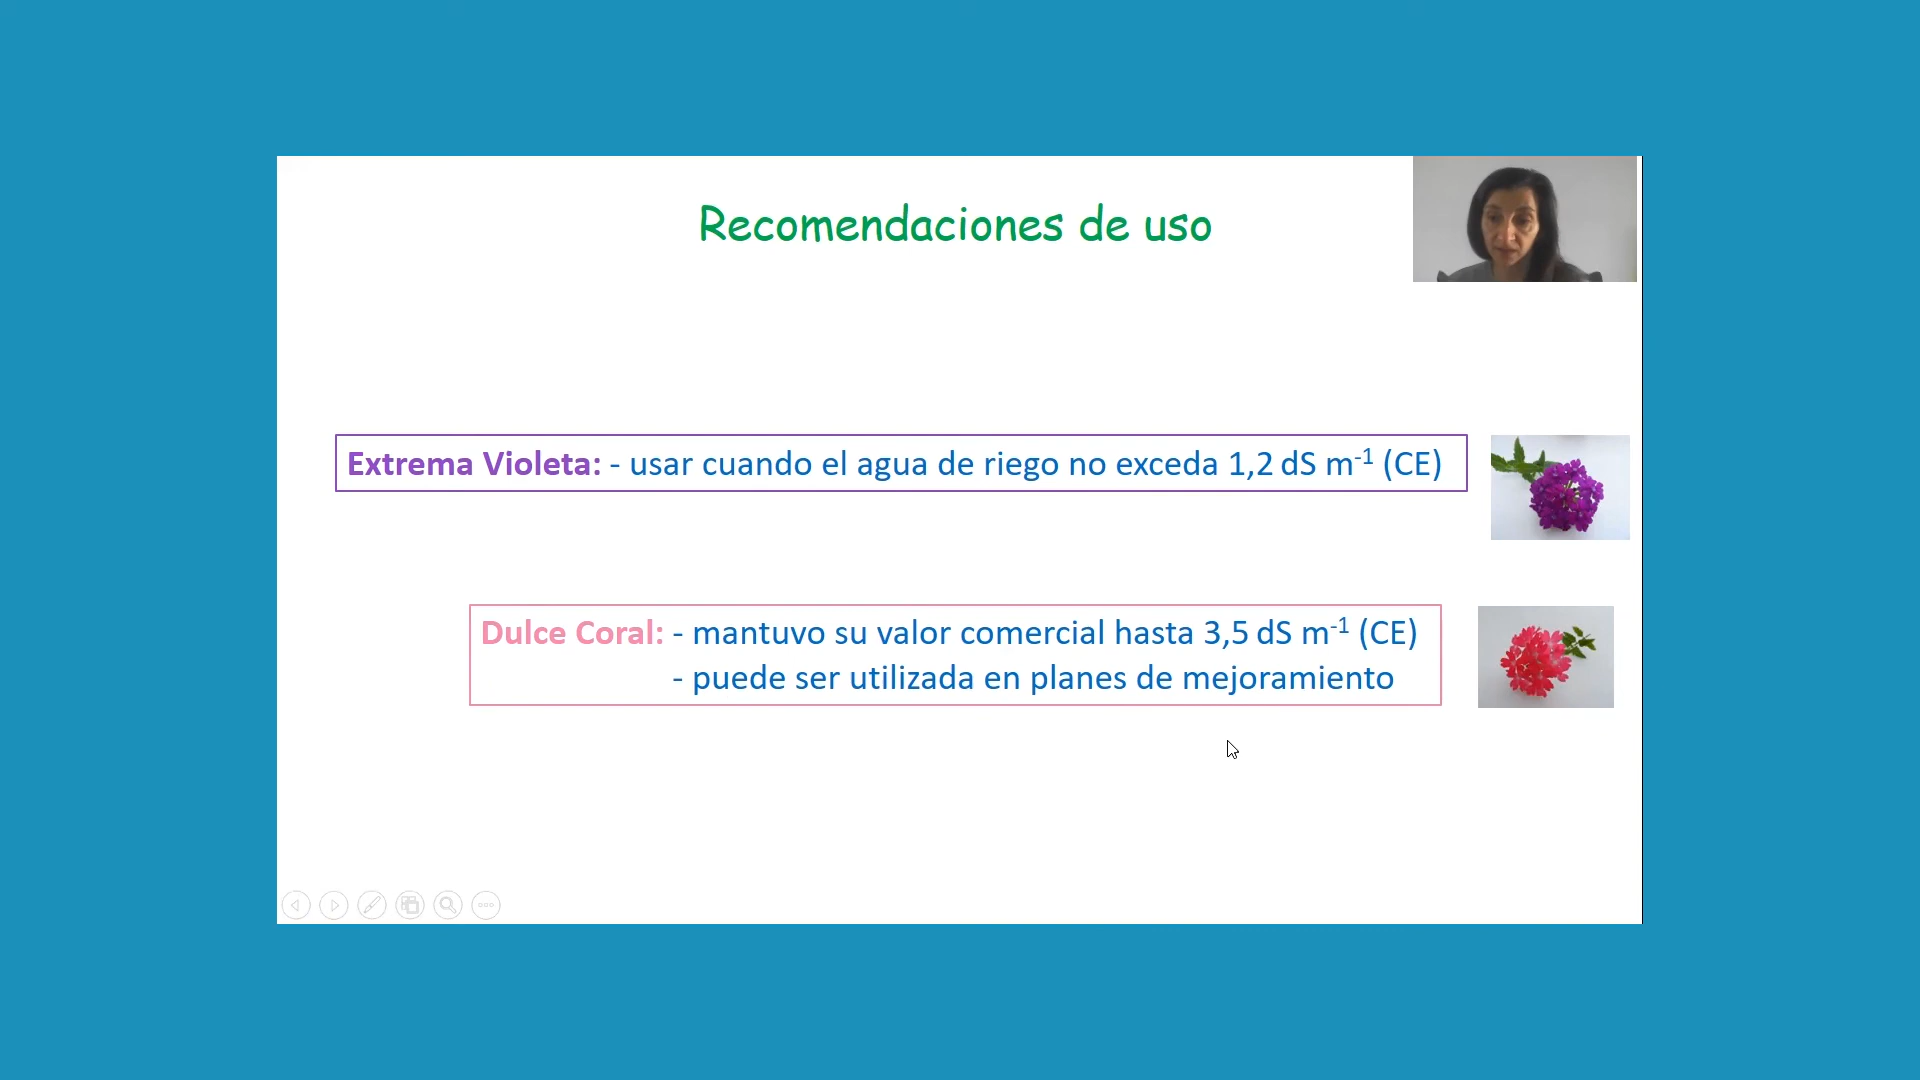 Recomendaciones de uso
Extrema Violeta: - usar cuando el agua de riego no exceda 1,2 dS m⁻¹ (CE)
Dulce Coral: - mantuvo su valor comercial hasta 3,5 dS m⁻¹ (CE)
- puede ser utilizada en planes de mejoramiento